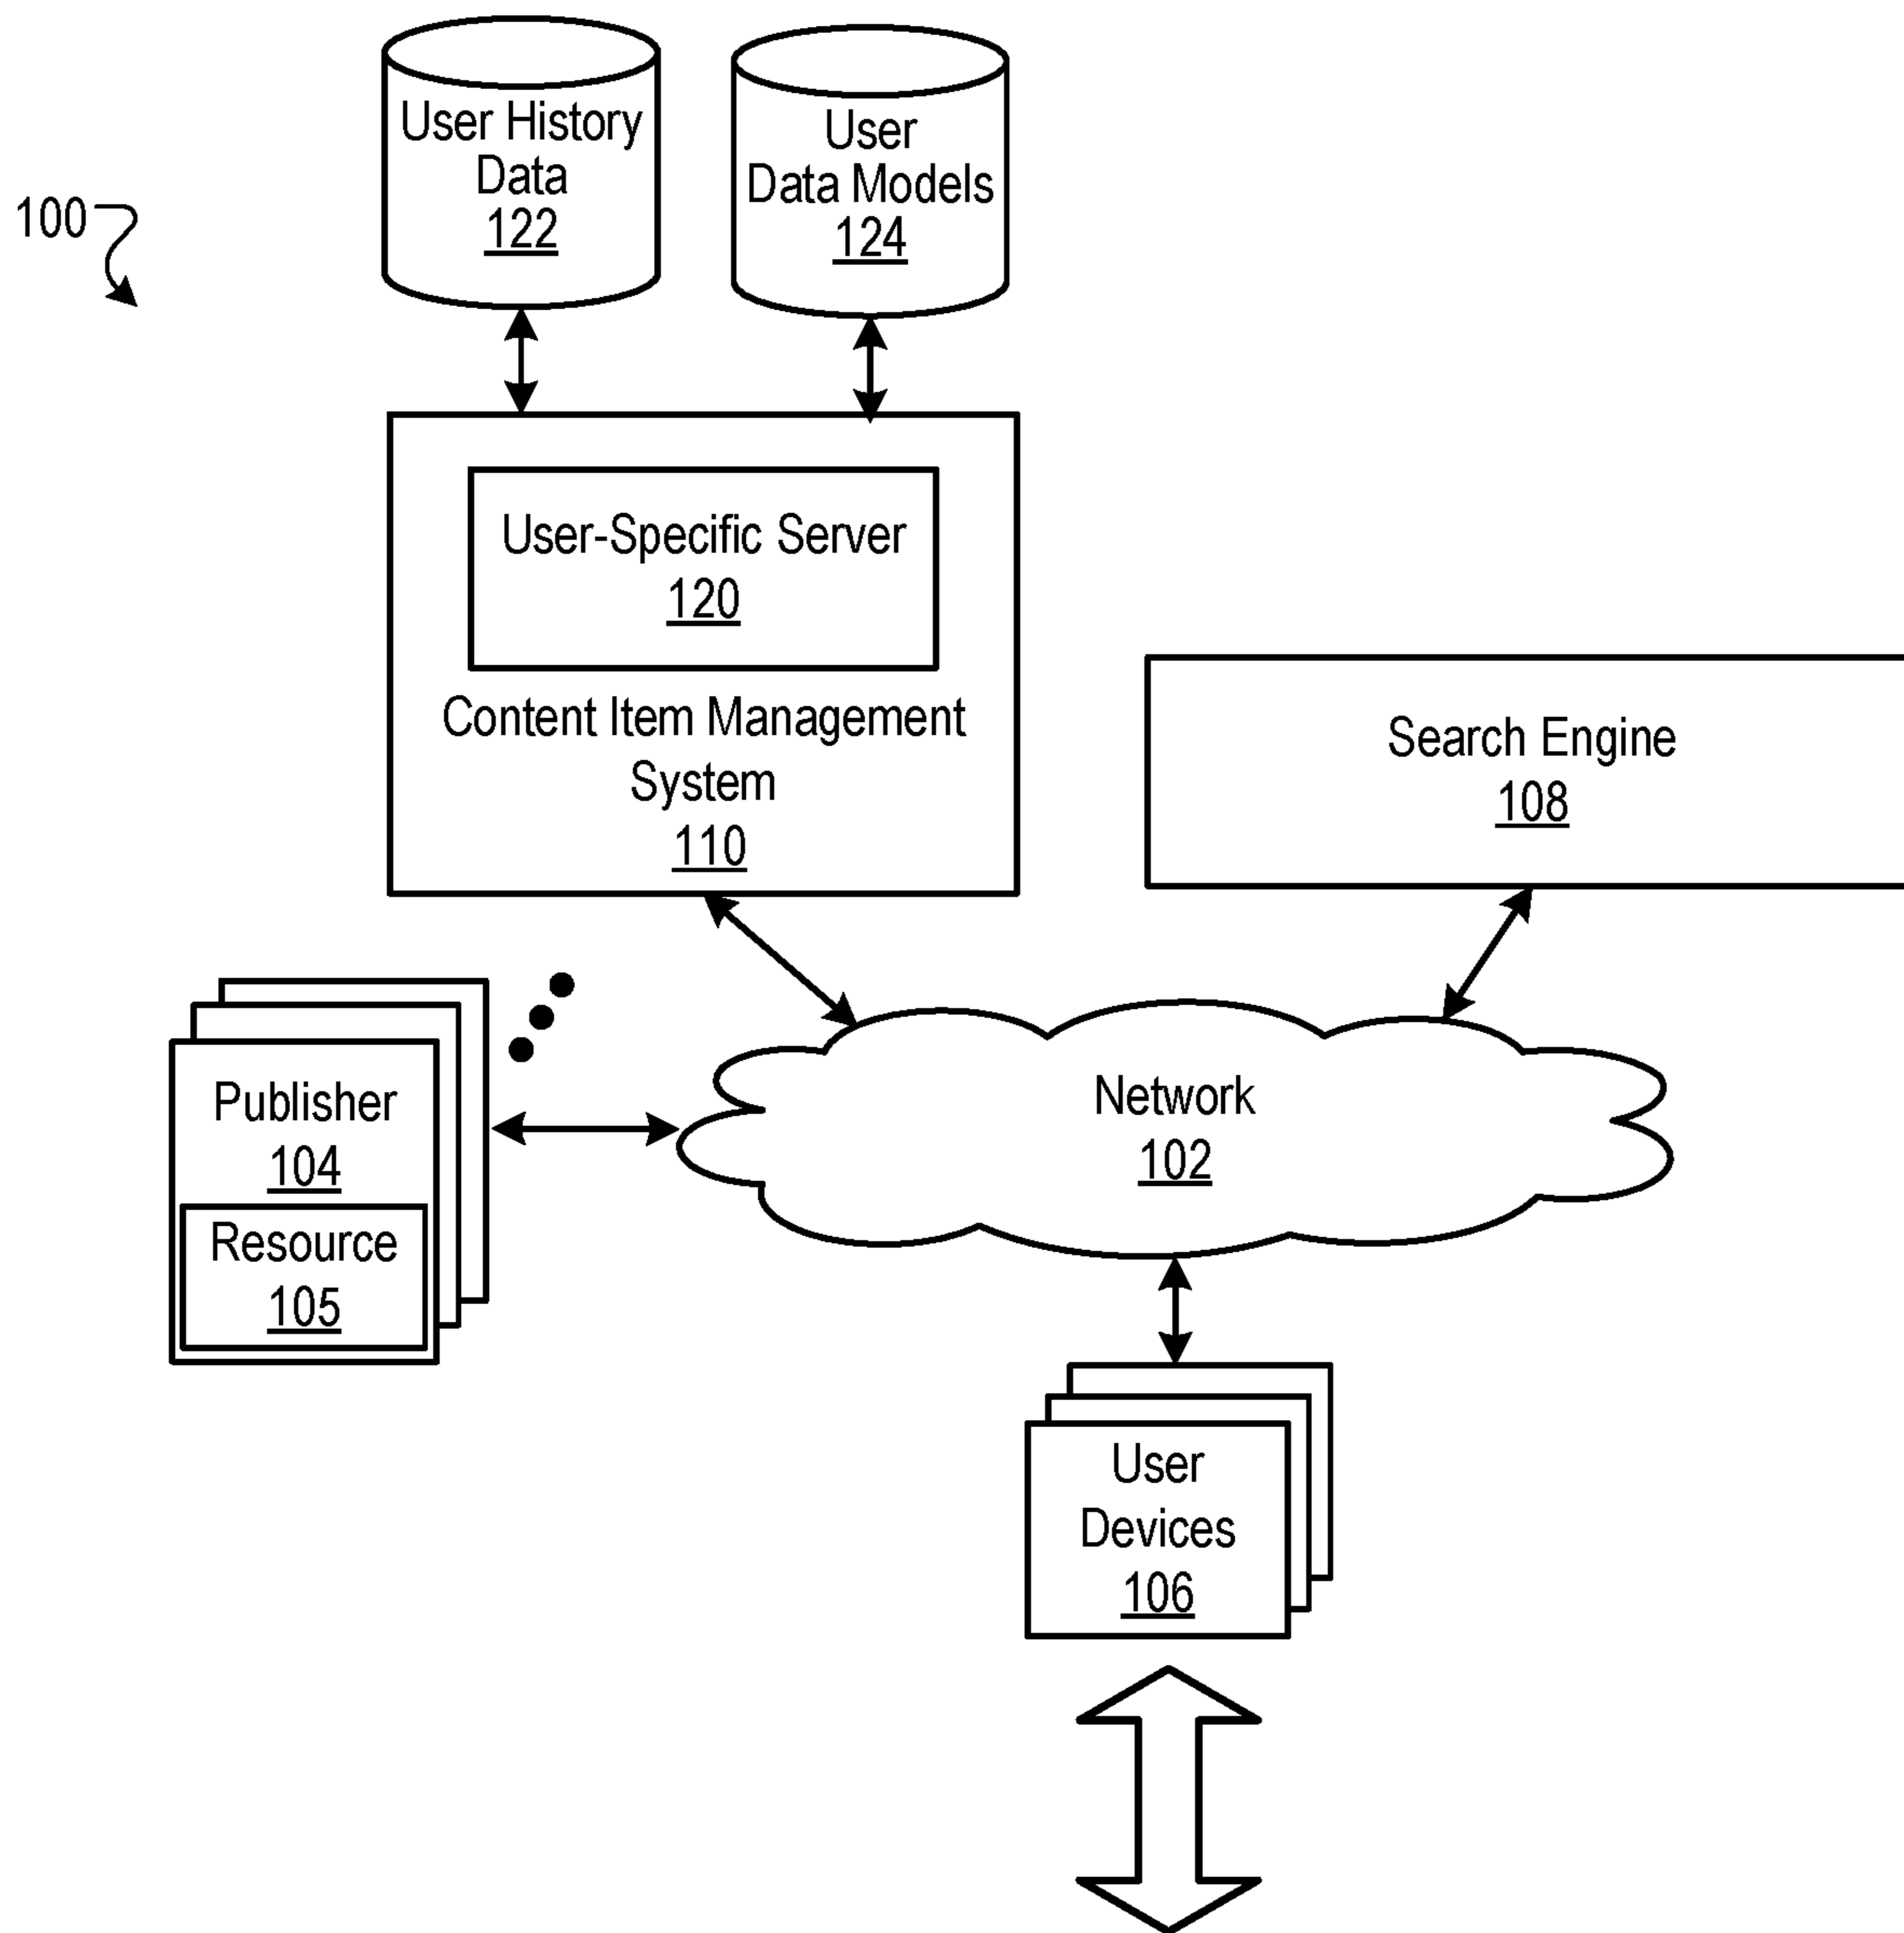 User History
Data
122
User
Data Models
124
100
User-Specific Server
120
Content Item Management
System
110
Search Engine
108
Publisher
104
Resource
105
Network
102
User
Devices
106